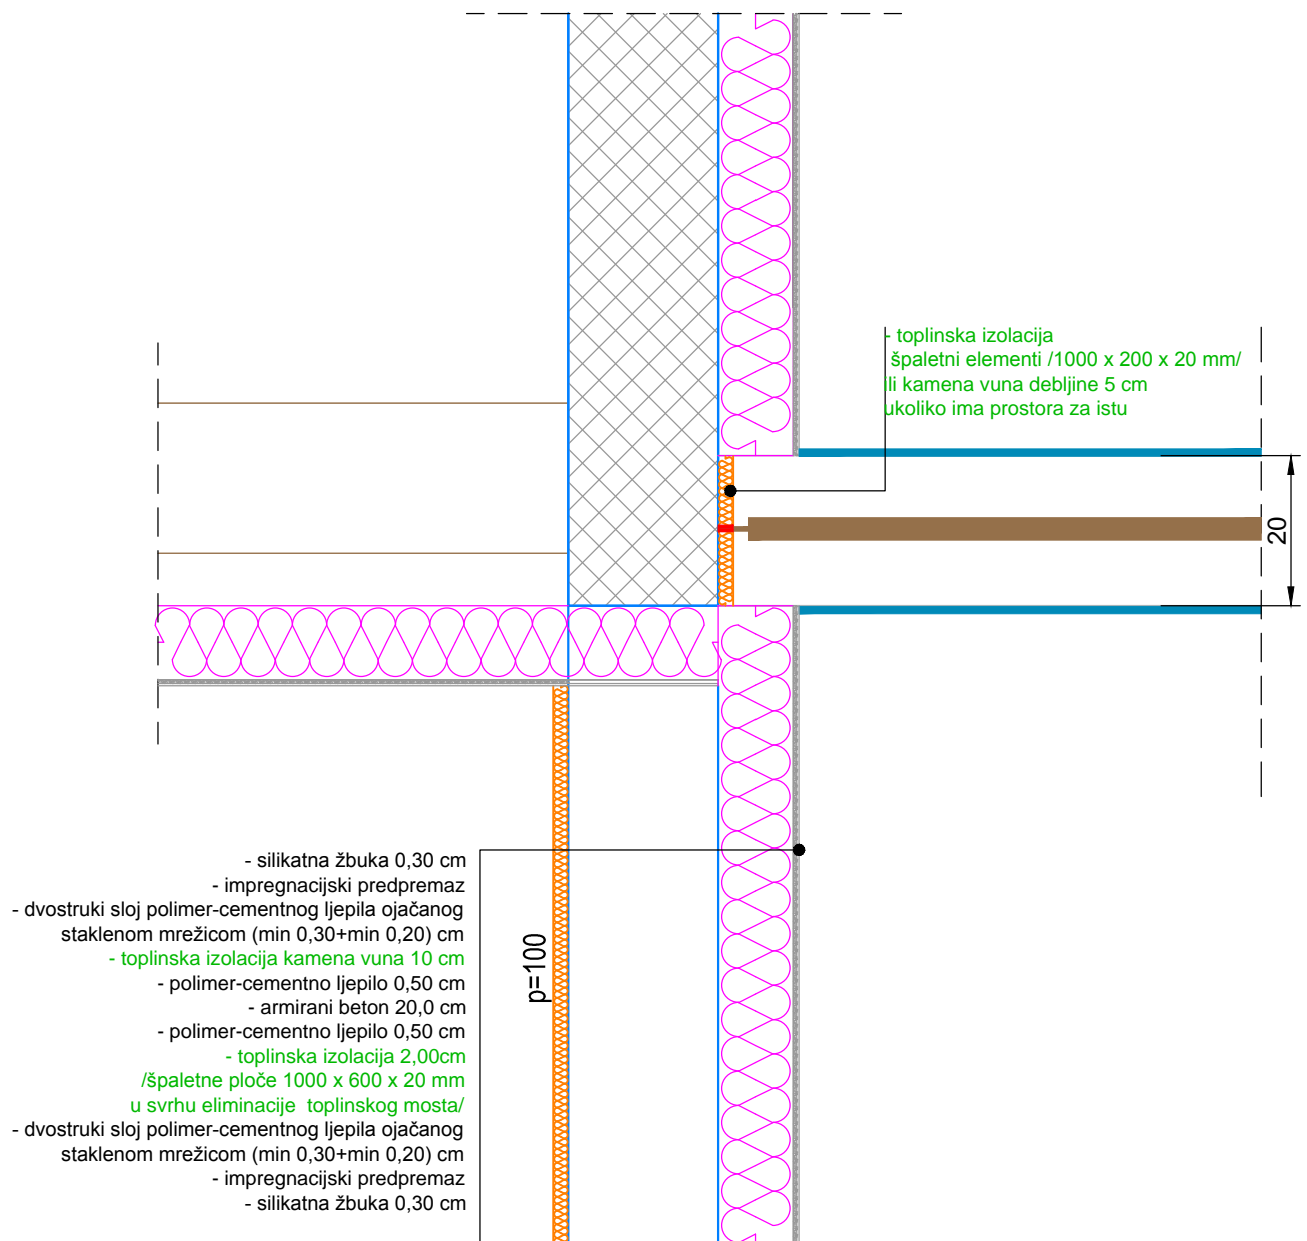 - toplinska izolacija
špaletni elementi /1000 x 200 x 20 mm/
ili kamena vuna debljine 5 cm
ukoliko ima prostora za istu
20
- silikatna žbuka 0,30 cm
- impregnacijski predpremaz
- dvostruki sloj polimer-cementnog ljepila ojačanog
staklenom mrežicom (min 0,30+min 0,20) cm
- toplinska izolacija kamena vuna 10 cm
- polimer-cementno ljepilo 0,50 cm
- armirani beton 20,0 cm
- polimer-cementno ljepilo 0,50 cm
- toplinska izolacija 2,00cm
/špaletne ploče 1000 x 600 x 20 mm
u svrhu eliminacije  toplinskog mosta/
- dvostruki sloj polimer-cementnog ljepila ojačanog
staklenom mrežicom (min 0,30+min 0,20) cm
- impregnacijski predpremaz
- silikatna žbuka 0,30 cm
p=100